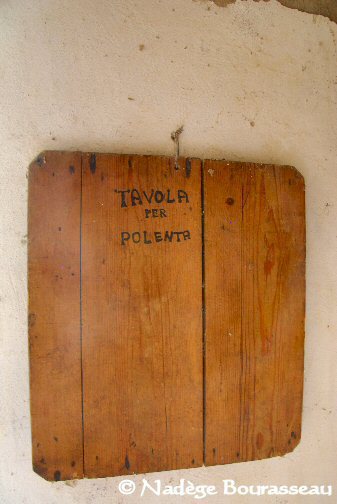 TAVOLA
PER
POLENTA
© Nadège Bourasseau